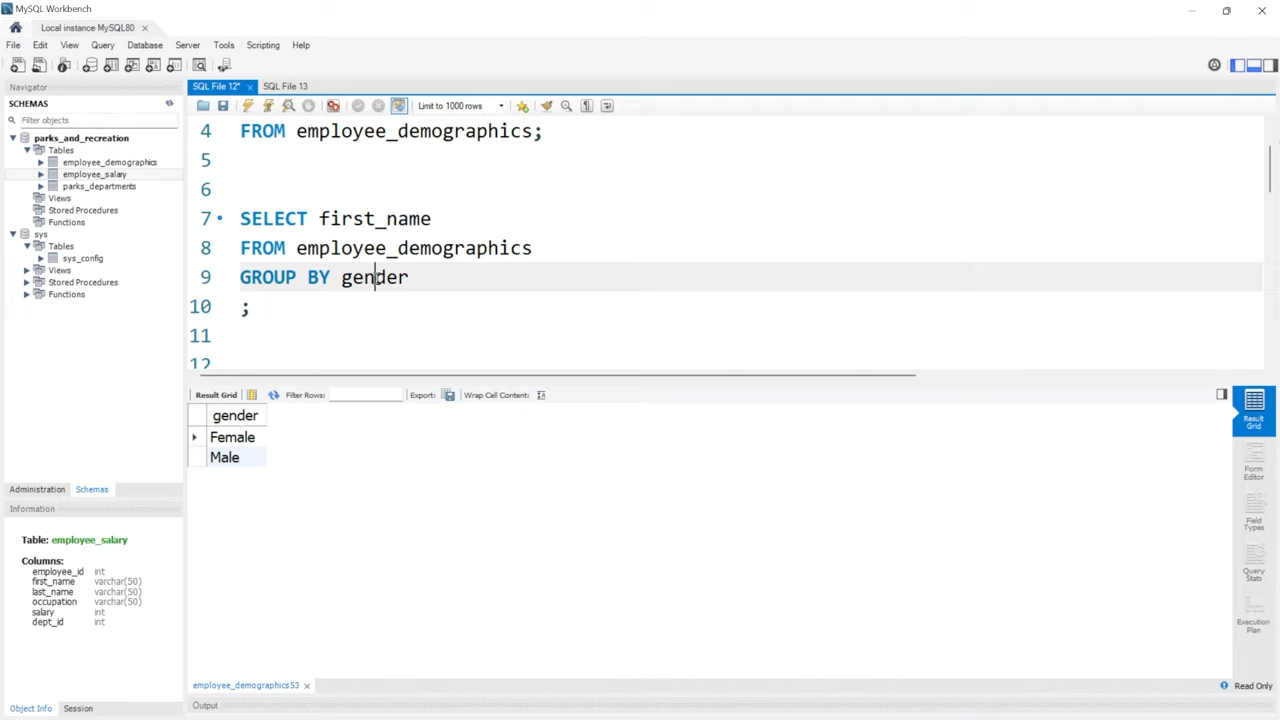 MySQL Workbench
Local instance MySQL80
File Edit View Query Database Server Tools Scripting Help
Navigator
SCHEMAS
Filter objects
parks_and_recreation
Tables
employee_demographics
employee_salary
parks_departments
Views
Stored Procedures
Functions
sys
Tables
sys_config
Views
Stored Procedures
Functions
Administration Schemas
Information
Table: employee_salary
Columns:
employee_id int
first_name varchar(50)
last_name varchar(50)
occupation varchar(50)
salary int
dept_id int
Object Info Session
SQL File 12* SQL File 13
Limit to 1000 rows
4 FROM employee_demographics;
5
6
7 SELECT first_name
8 FROM employee_demographics
9 GROUP BY gender
10 ;
11
12
Result Grid Filter Rows: Export: Wrap Cell Content:
gender
Female
Male
Result
Grid
Form
Editor
Field
Types
Query
Stats
Execution
Plan
employee_demographics 53
Read Only
Output